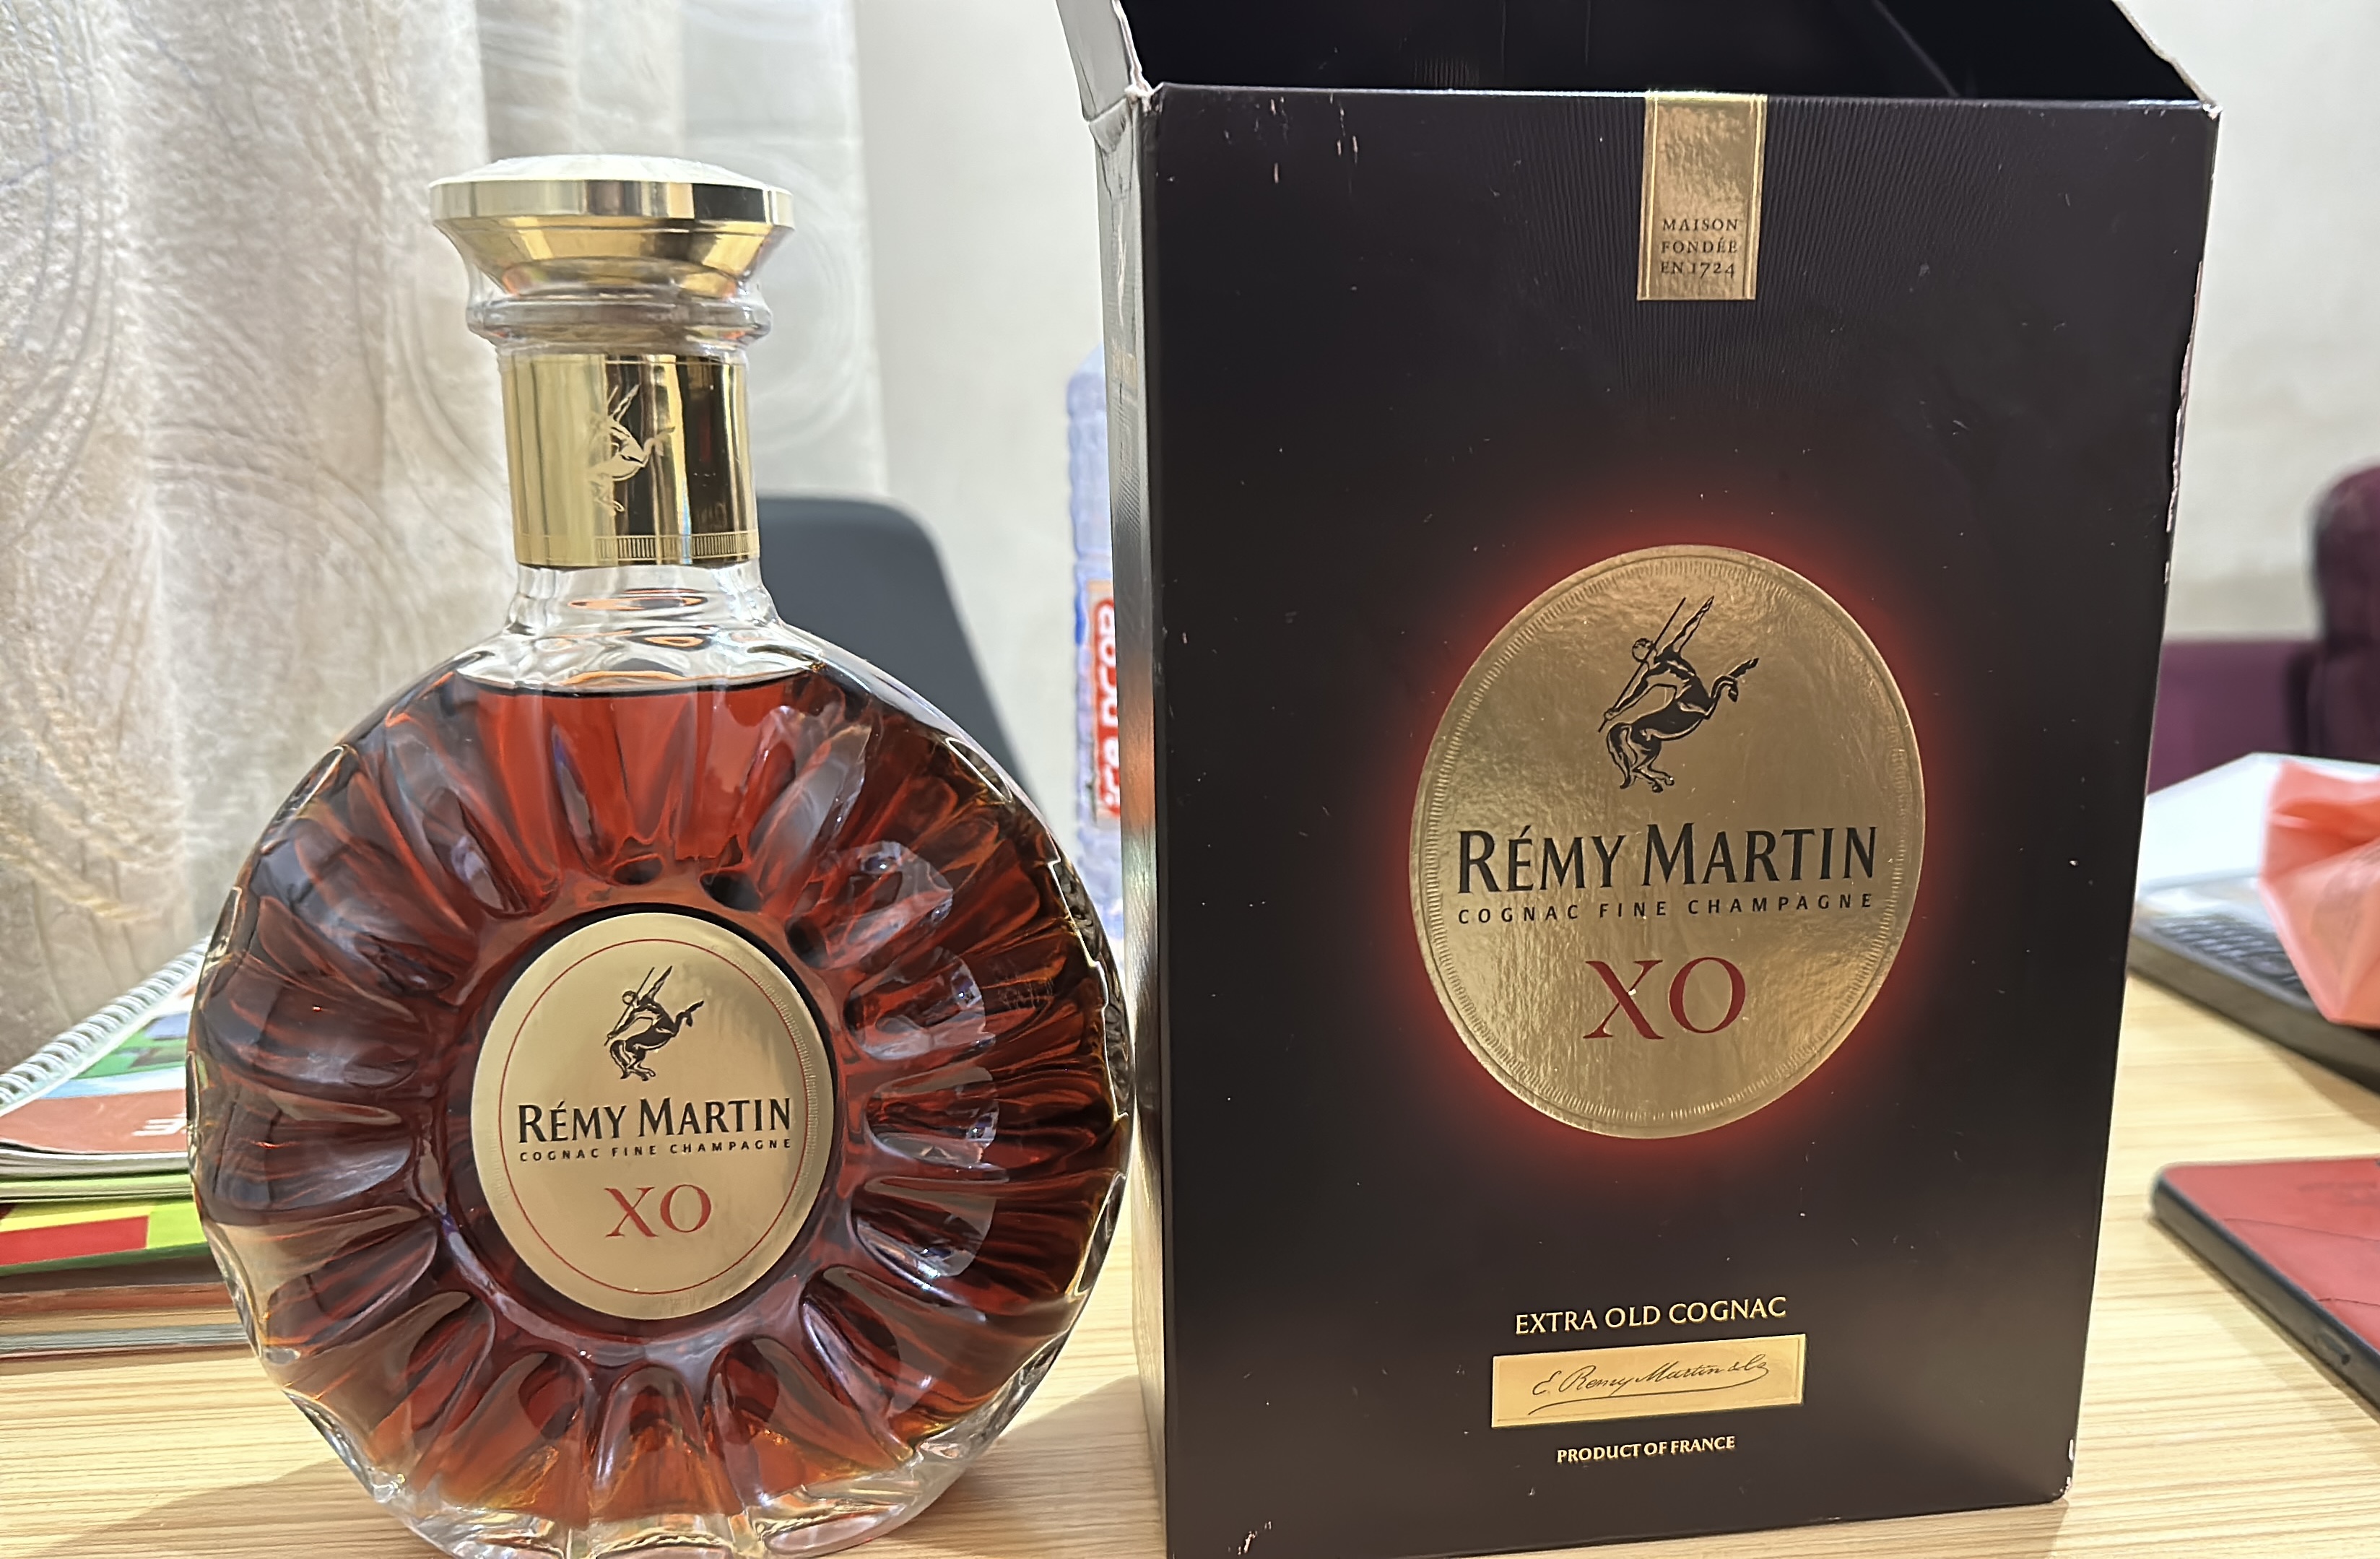 RÉMY MARTIN
COGNAC FINE CHAMPAGNE
XO
MAISON
FONDÉE
EN 1724
RÉMY MARTIN
COGNAC FINE CHAMPAGNE
XO
EXTRA OLD COGNAC
E. Remy Martin & Co
PRODUCT OF FRANCE